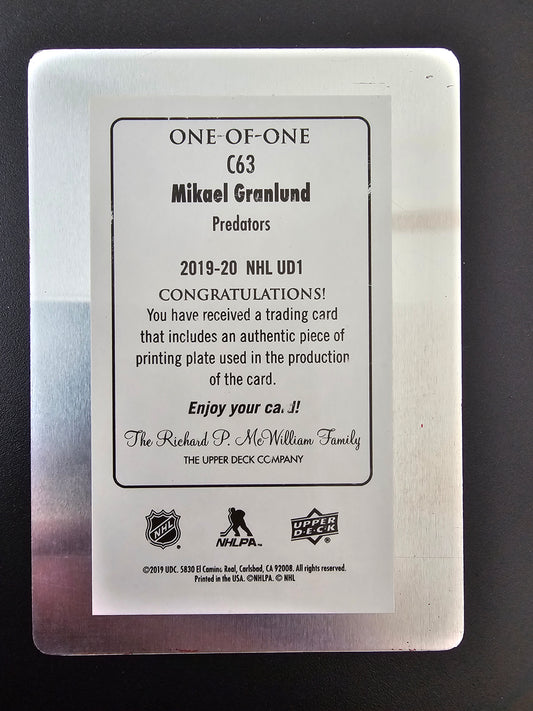 ONE-OF-ONE
C63
Mikael Granlund
Predators
2019-20 NHL UD1
CONGRATULATIONS!
You have received a trading card
that includes an authentic piece of
printing plate used in the production
of the card.
Enjoy your card!
The Richard P. McWilliam Family
THE UPPER DECK COMPANY
NHL
NHLPA™
UPPER
DECK
®
©2019 UDC. 5830 El Camino Real, Carlsbad, CA 92008. All rights reserved.
Printed in the USA. ©NHLPA. © NHL